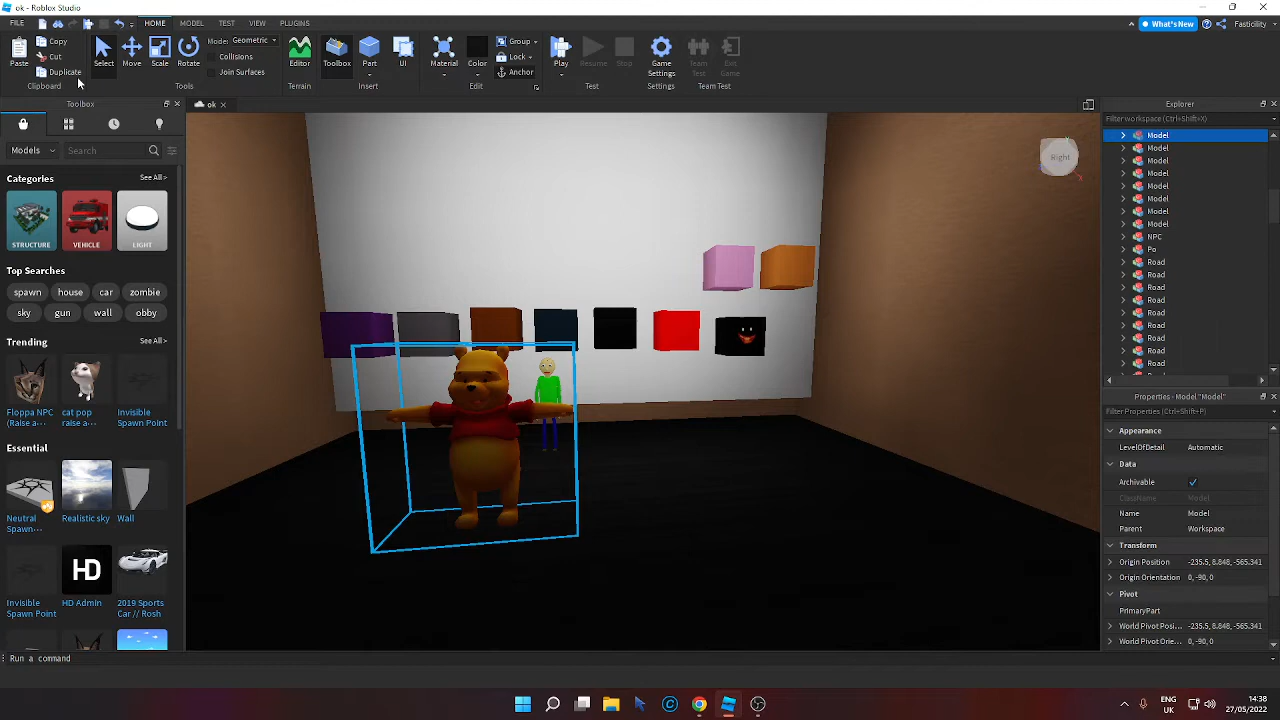 ok - Roblox Studio
FILE HOME MODEL AVATAR TEST VIEW PLUGINS What's New Fasticility
Paste Copy Cut Duplicate Select Move Scale Rotate Mode: Geometric Collisions Join Surfaces Editor Toolbox Part UI Material Color Group Lock Anchor Play Resume Stop Game Settings Team Test Exit Game
Clipboard Tools Terrain Insert Edit Test Settings Team Test
Toolbox
ok
Models Search
Categories See All >
STRUCTURE VEHICLE LIGHT
Top Searches
spawn house car zombie
sky gun wall obby
Trending See All >
Floppa NPC (Raise a... cat pop raise a... Invisible Spawn Point
Essential
Neutral Spawn... Realistic sky Wall
HD
Invisible Spawn Point HD Admin 2019 Sports Car // Rosh
Right
Explorer
Filter workspace (Ctrl+Shift+X)
Model
Model
Model
Model
Model
Model
Model
Model
NPC
Po
Road
Road
Road
Road
Road
Road
Road
Road
Road
Properties - Model "Model"
Filter Properties (Ctrl+Shift+P)
Appearance
LevelOfDetail Automatic
Data
Archivable
ClassName Model
Name Model
Parent Workspace
Transform
Origin Position -235.5, 8.848, -565.341
Origin Orientation 0, -90, 0
Pivot
PrimaryPart
World Pivot Posi... -235.5, 8.848, -565.341
World Pivot Orie... 0, -90, 0
Run a command
ENG
UK
14:38
27/05/2022